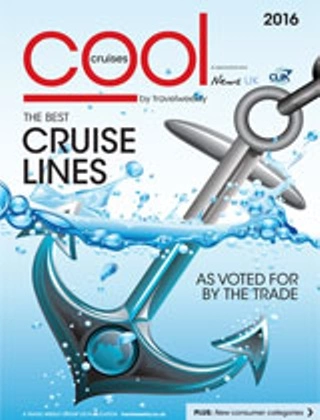 2016
cool
cruises
by travelweekly
News UK
CLIA
THE BEST
CRUISE
LINES
AS VOTED FOR
BY THE TRADE
PLUS: New consumer categories